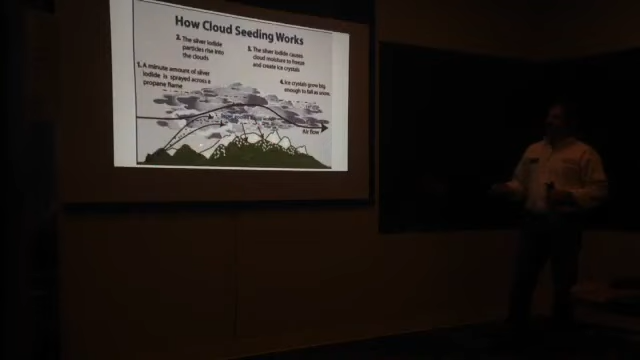 How Cloud Seeding Works
1. A minute amount of silver
iodide is sprayed across a
propane flame
2. The silver iodide
particles rise into
the clouds
3. The silver iodide causes
cloud moisture to freeze
and create ice crystals
4. Ice crystals grow big
enough to fall as snow.
Air flow